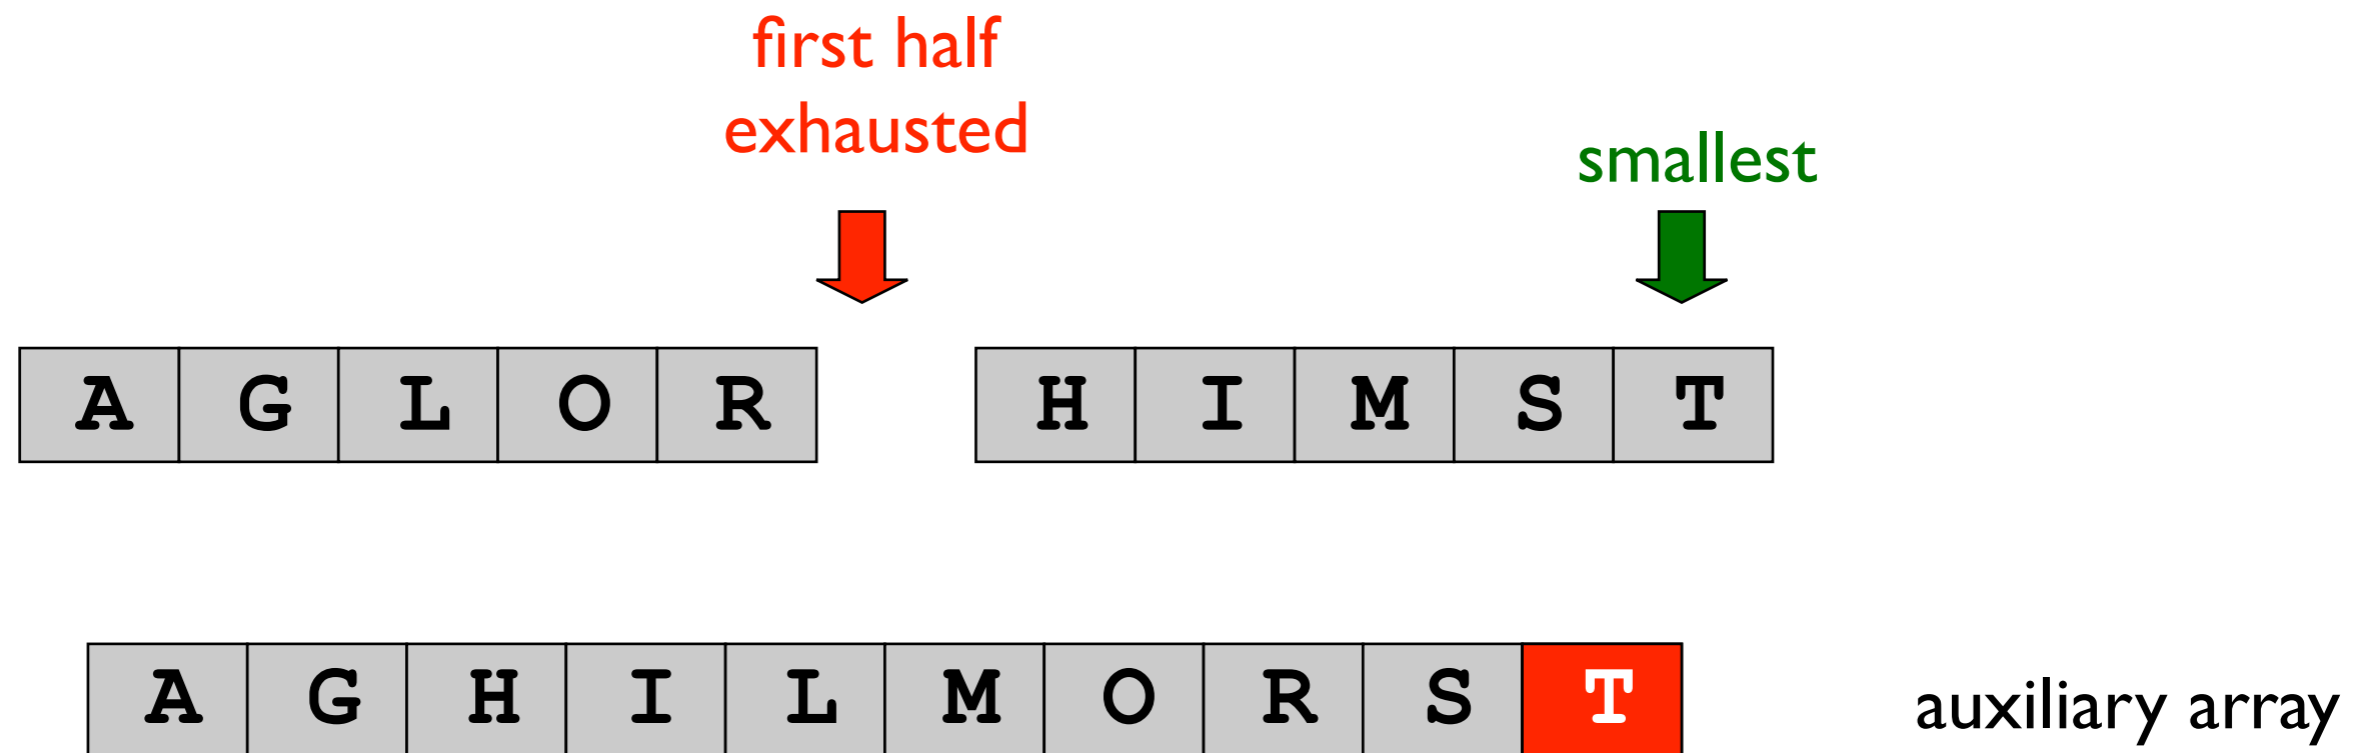 first half
exhausted
smallest
A G L O R H I M S T
A G H I L M O R S T auxiliary array